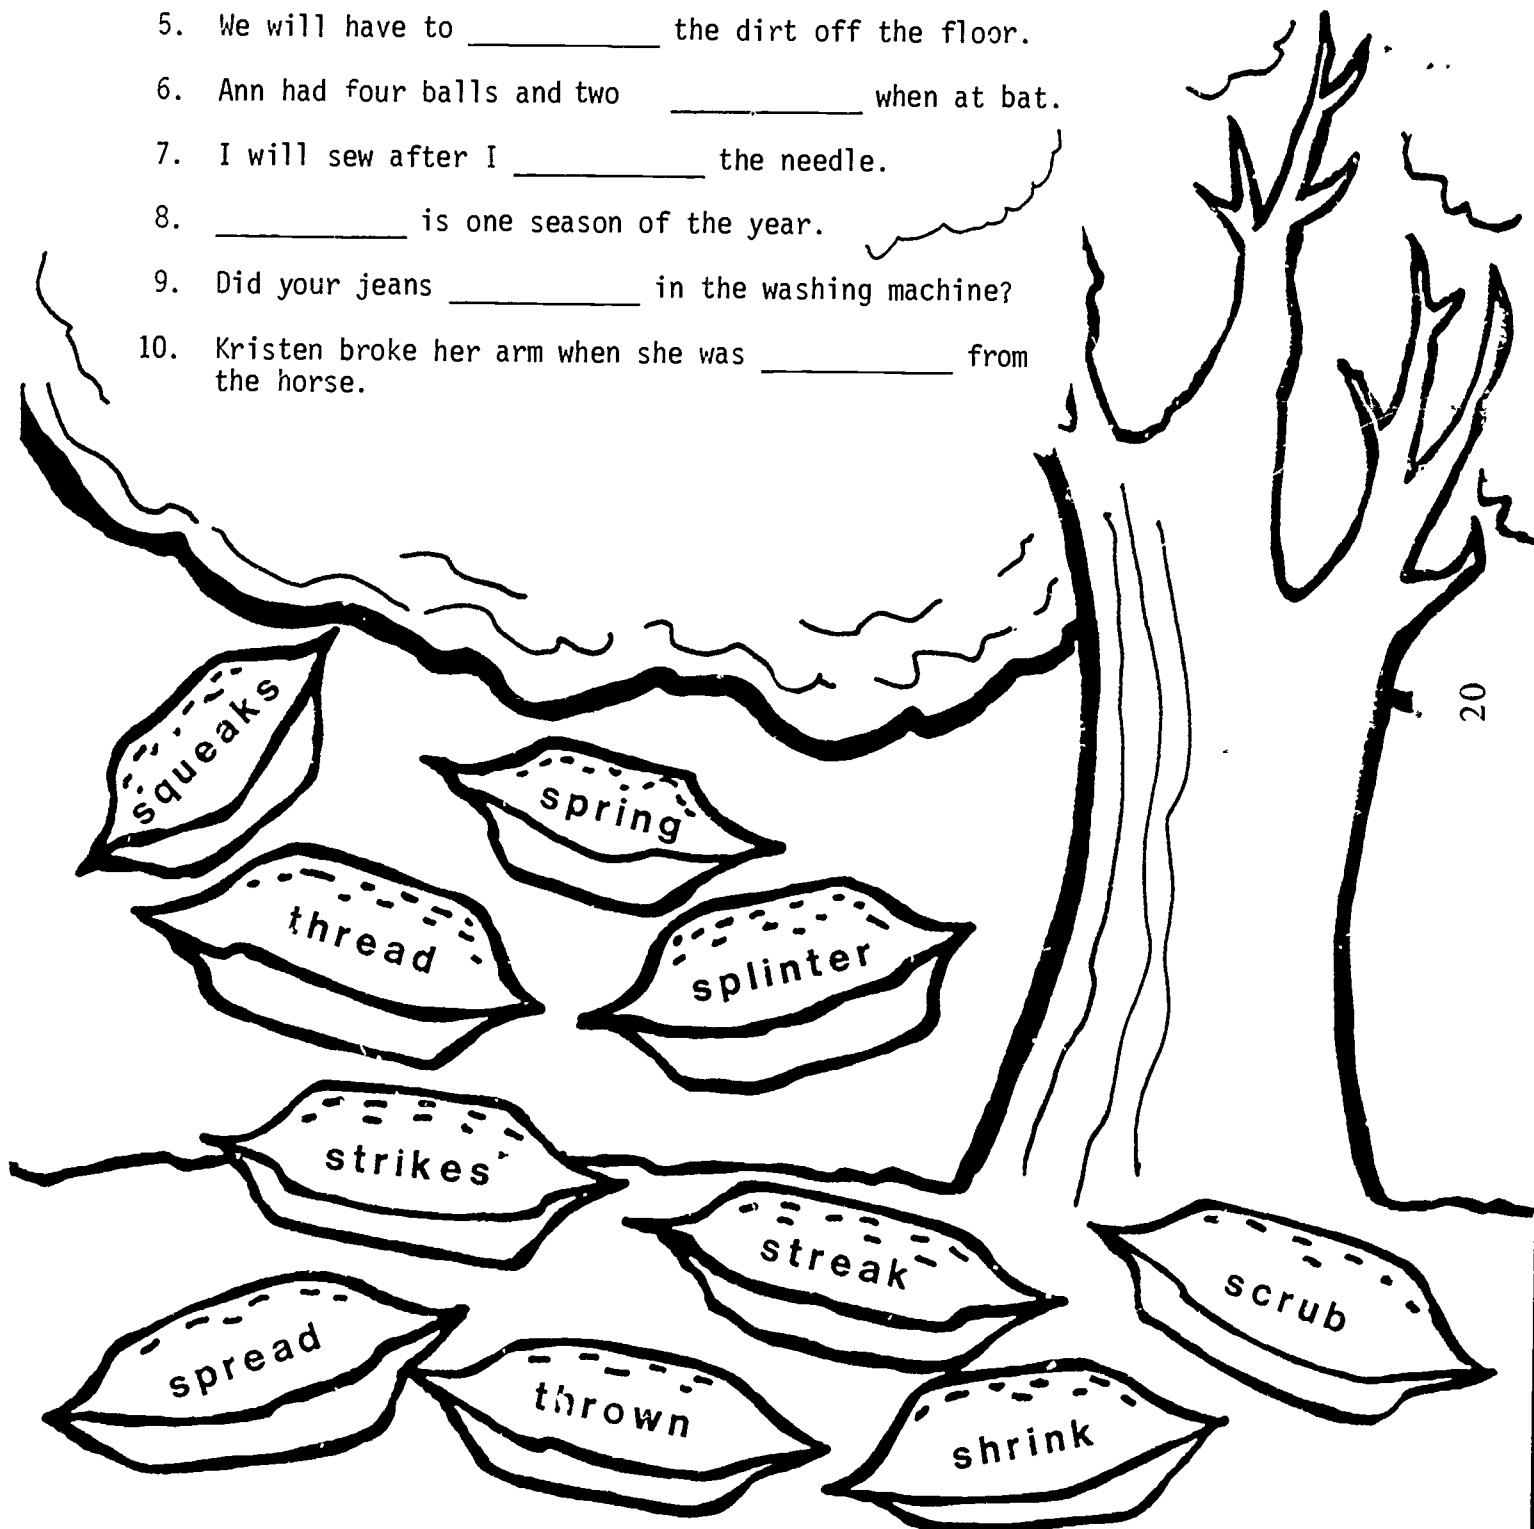 5. We will have to __________ the dirt off the floor.
6. Ann had four balls and two __________ when at bat.
7. I will sew after I __________ the needle.
8. __________ is one season of the year.
9. Did your jeans __________ in the washing machine?
10. Kristen broke her arm when she was __________ from
the horse.
20
squeaks
spring
thread
splinter
strikes
streak
scrub
spread
thrown
shrink